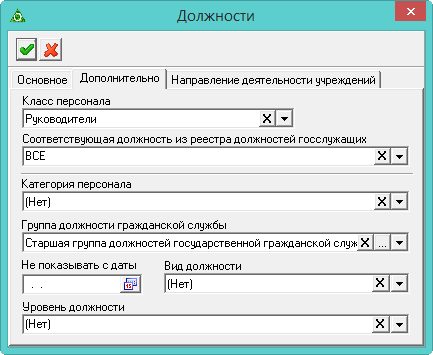 Должности
Основное Дополнительно Направление деятельности учреждений
Класс персонала
Руководители
Соответствующая должность из реестра должностей госслужащих
ВСЕ
Категория персонала
(Нет)
Группа должности гражданской службы
Старшая группа должностей государственной гражданской служ
Не показывать с даты Вид должности
. . (Нет)
Уровень должности
(Нет)